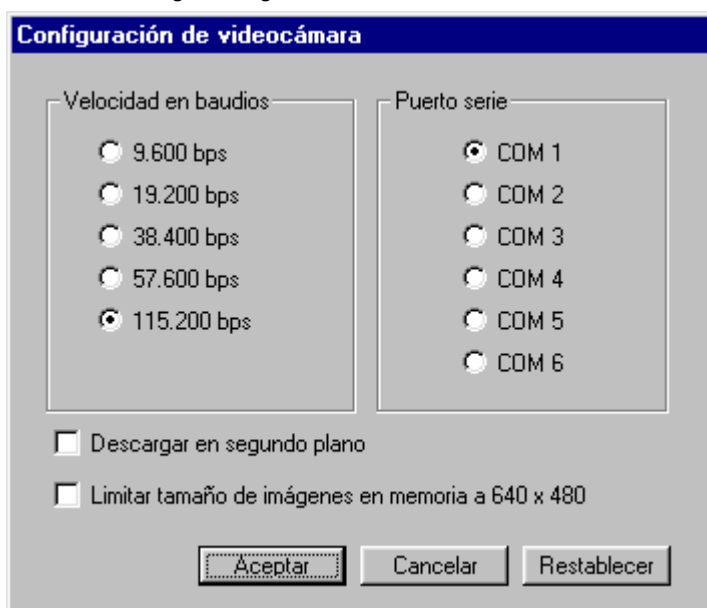 Configuración de videocámara
Velocidad en baudios
9.600 bps
19.200 bps
38.400 bps
57.600 bps
115.200 bps
Puerto serie
COM 1
COM 2
COM 3
COM 4
COM 5
COM 6
Descargar en segundo plano
Limitar tamaño de imágenes en memoria a 640 x 480
Aceptar
Cancelar
Restablecer